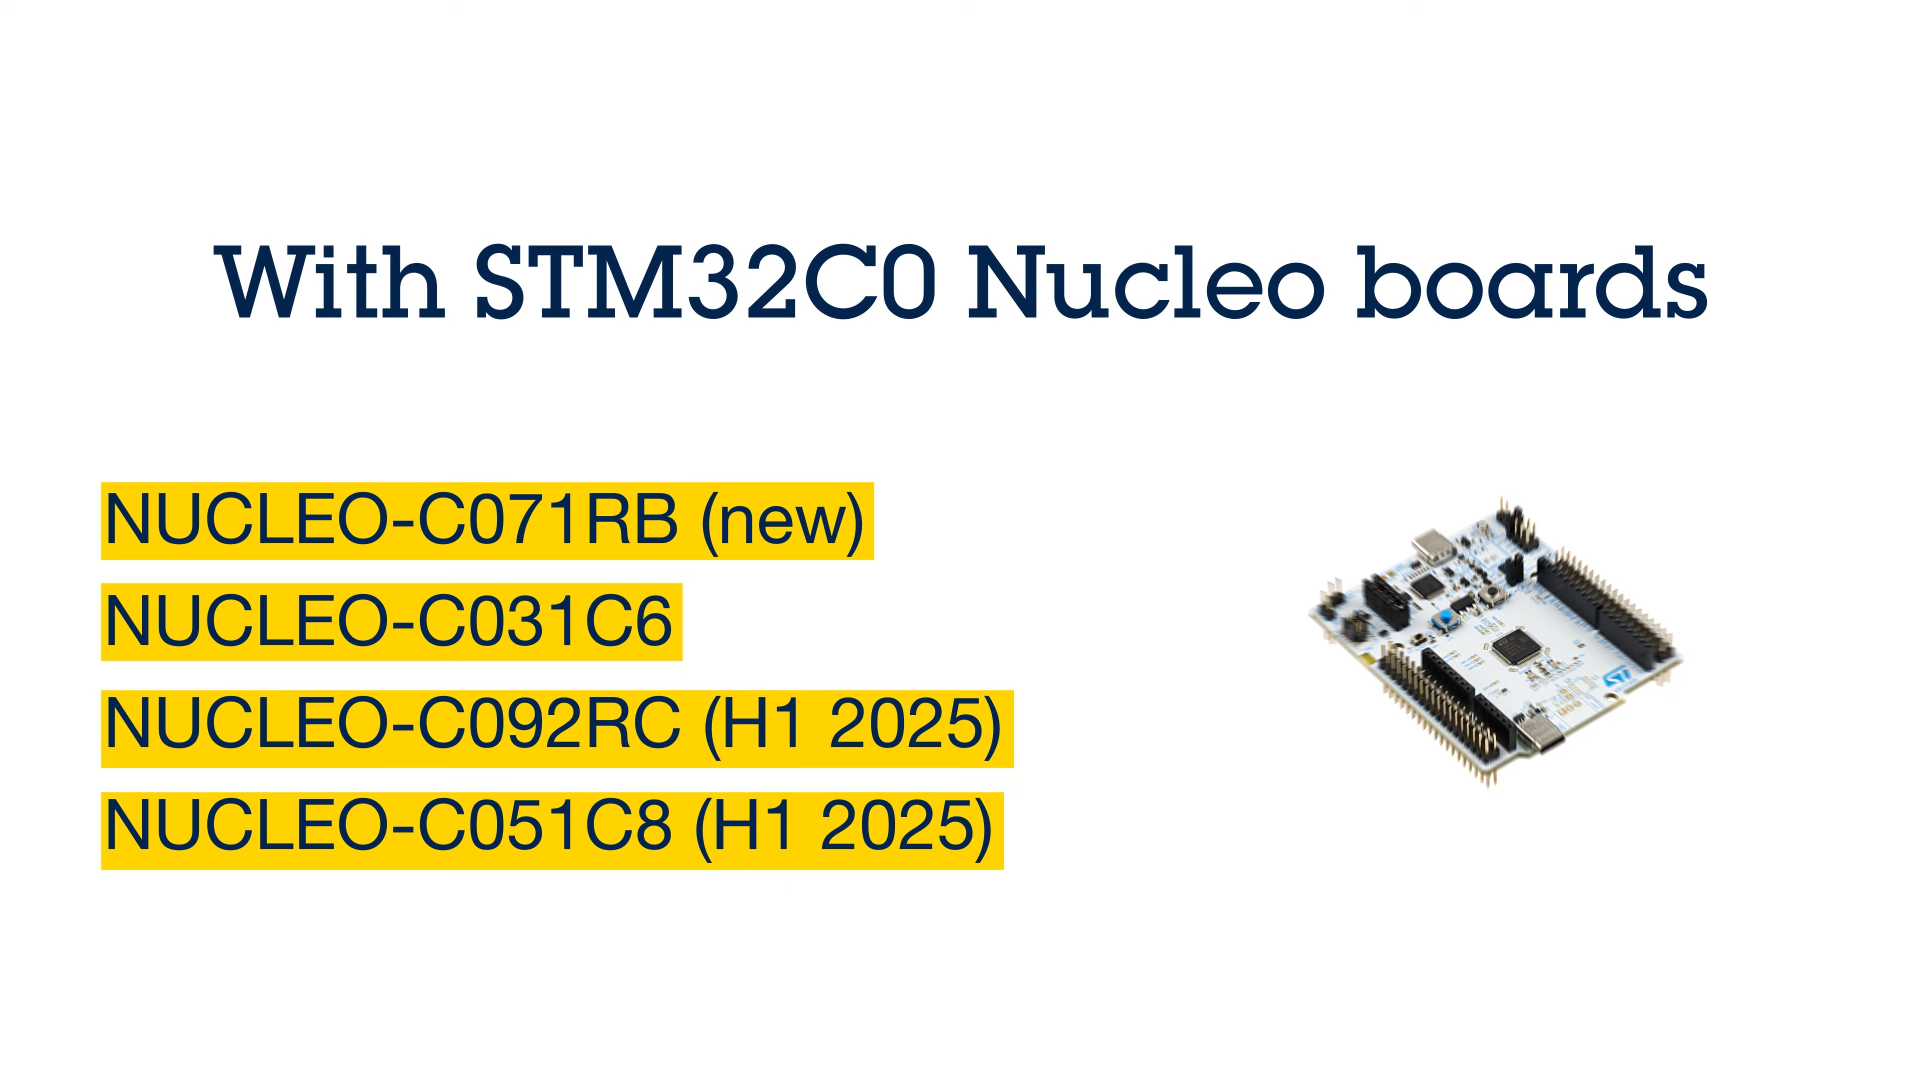 With STM32C0 Nucleo boards
NUCLEO-C071RB (new)
NUCLEO-C031C6
NUCLEO-C092RC (H1 2025)
NUCLEO-C051C8 (H1 2025)